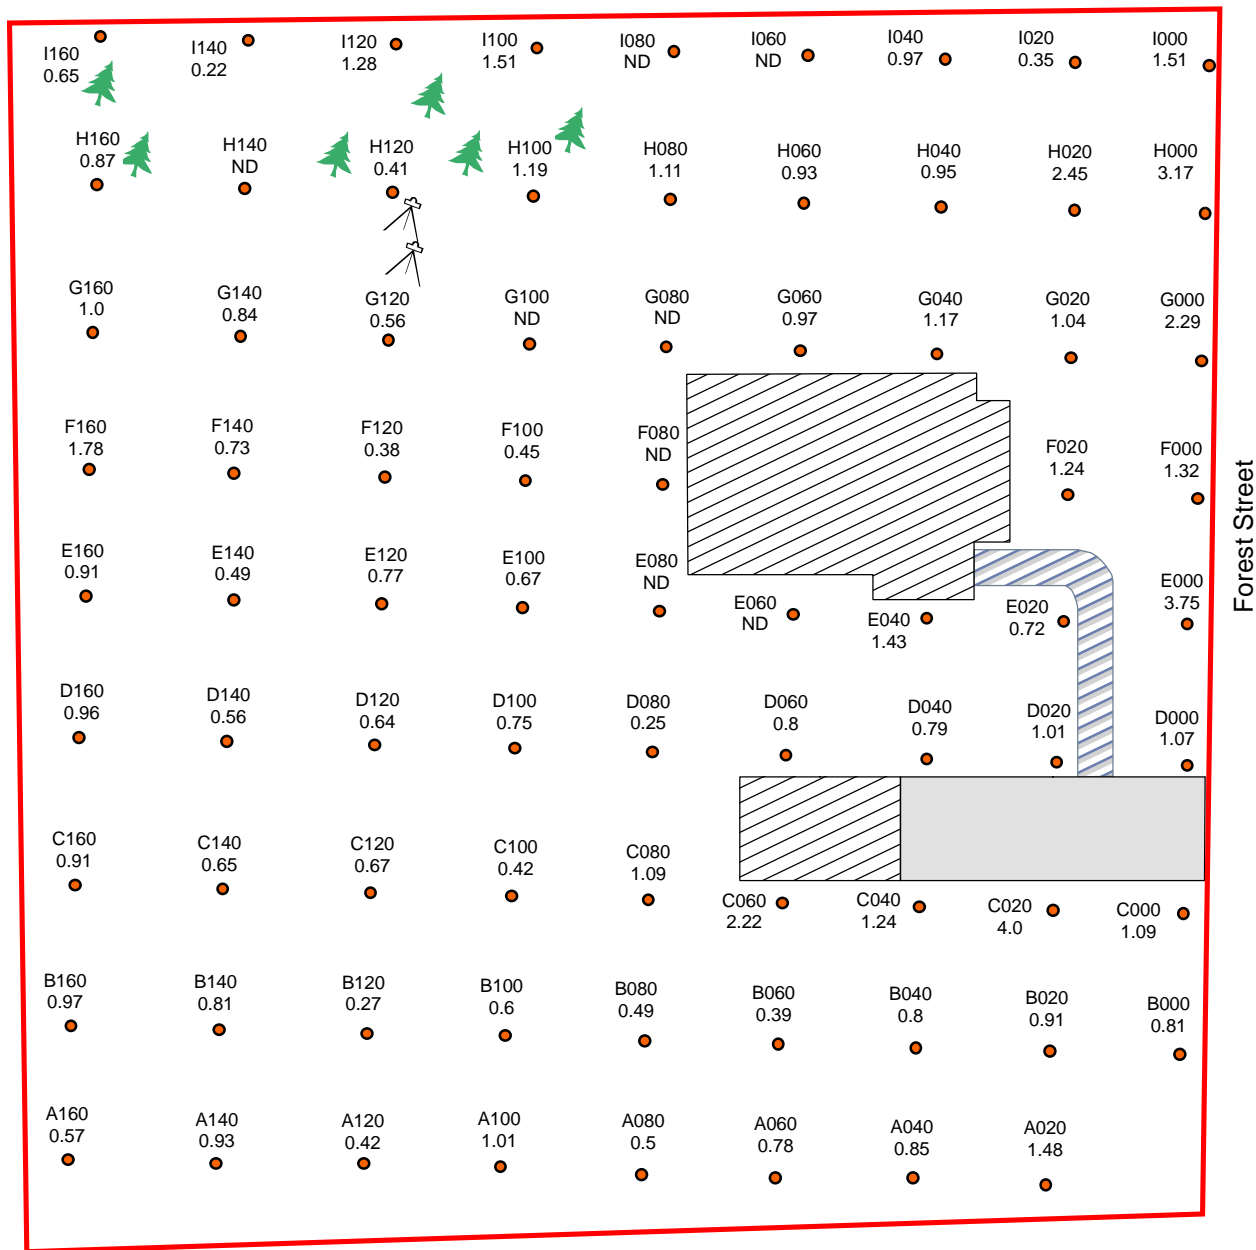 I160
0.65
I140
0.22
I120
1.28
I100
1.51
I080
ND
I060
ND
I040
0.97
I020
0.35
I000
1.51
H160
0.87
H140
ND
H120
0.41
H100
1.19
H080
1.11
H060
0.93
H040
0.95
H020
2.45
H000
3.17
G160
1.0
G140
0.84
G120
0.56
G100
ND
G080
ND
G060
0.97
G040
1.17
G020
1.04
G000
2.29
F160
1.78
F140
0.73
F120
0.38
F100
0.45
F080
ND
F020
1.24
F000
1.32
Forest Street
E160
0.91
E140
0.49
E120
0.77
E100
0.67
E080
ND
E060
ND
E040
1.43
E020
0.72
E000
3.75
D160
0.96
D140
0.56
D120
0.64
D100
0.75
D080
0.25
D060
0.8
D040
0.79
D020
1.01
D000
1.07
C160
0.91
C140
0.65
C120
0.67
C100
0.42
C080
1.09
C060
2.22
C040
1.24
C020
4.0
C000
1.09
B160
0.97
B140
0.81
B120
0.27
B100
0.6
B080
0.49
B060
0.39
B040
0.8
B020
0.91
B000
0.81
A160
0.57
A140
0.93
A120
0.42
A100
1.01
A080
0.5
A060
0.78
A040
0.85
A020
1.48